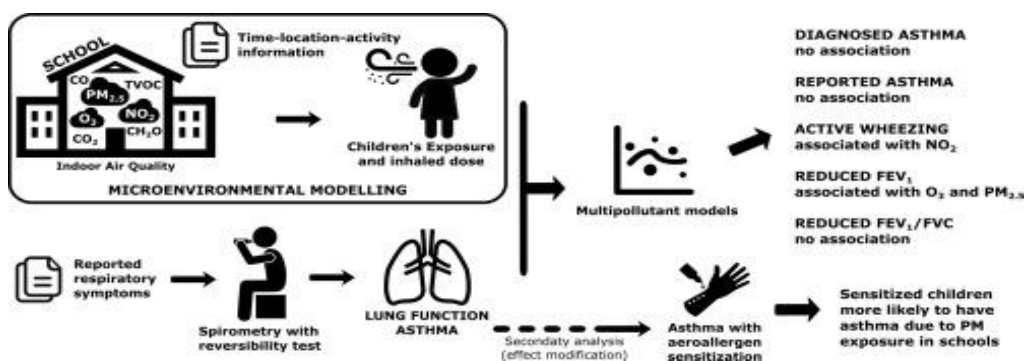 SCHOOL
CO
TVOC
PM2.5
O3
NO2
CO2
CH2O
Indoor Air Quality
Time-location-activity
information
Children's Exposure
and inhaled dose
MICROENVIRONMENTAL MODELLING
Reported
respiratory
symptoms
Spirometry with
reversibility test
LUNG FUNCTION
ASTHMA
Multipollutant models
DIAGNOSED ASTHMA
no association
REPORTED ASTHMA
no association
ACTIVE WHEEZING
associated with NO2
REDUCED FEV1
associated with O3 and PM2.5
REDUCED FEV1/FVC
no association
Secondaty analysis
(effect modification)
Asthma with
aeroallergen
sensitization
Sensitized children
more likely to have
asthma due to PM
exposure in schools